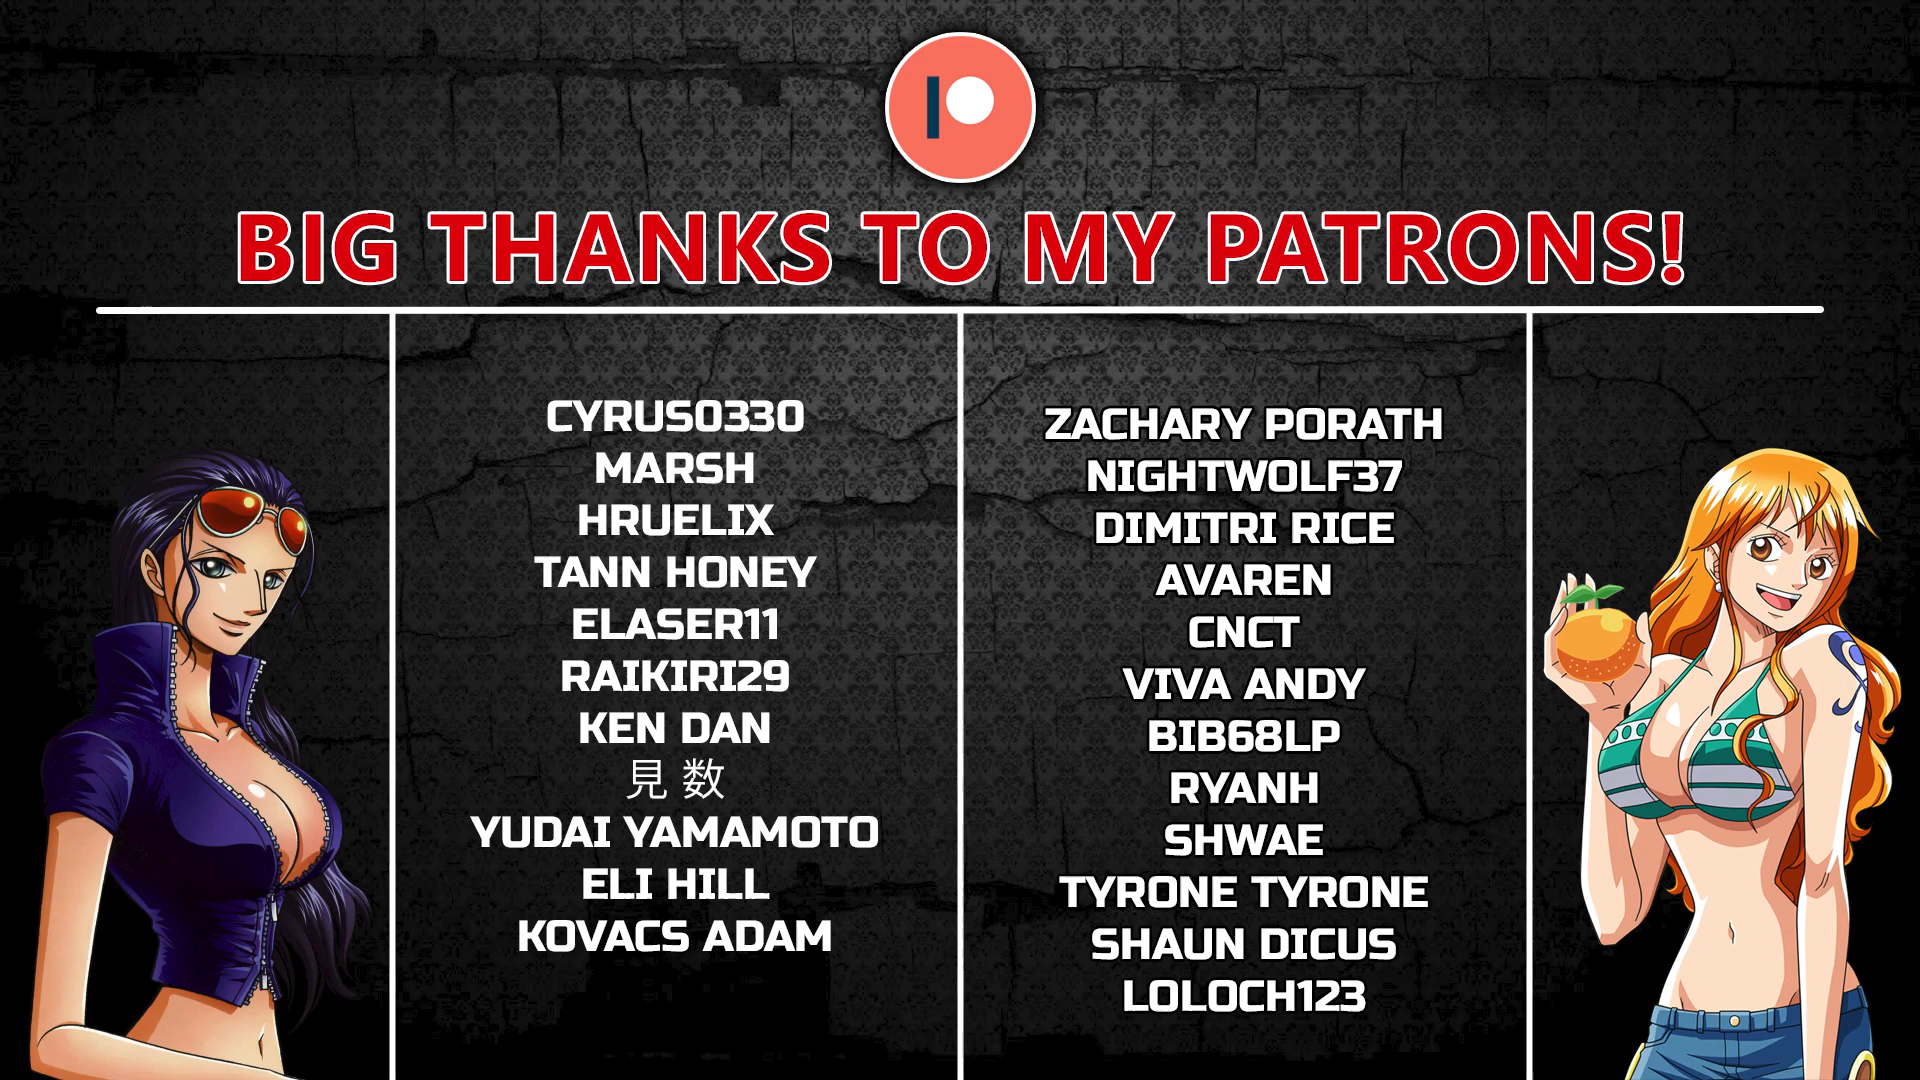 BIG THANKS TO MY PATRONS!
CYRUS0330
MARSH
HRUELIX
TANN HONEY
ELASER11
RAIKIRI29
KEN DAN
見 数
YUDAI YAMAMOTO
ELI HILL
KOVACS ADAM
ZACHARY PORATH
NIGHTWOLF37
DIMITRI RICE
AVAREN
CNCT
VIVA ANDY
BIB68LP
RYANH
SHWAE
TYRONE TYRONE
SHAUN DICUS
LOLOCH123